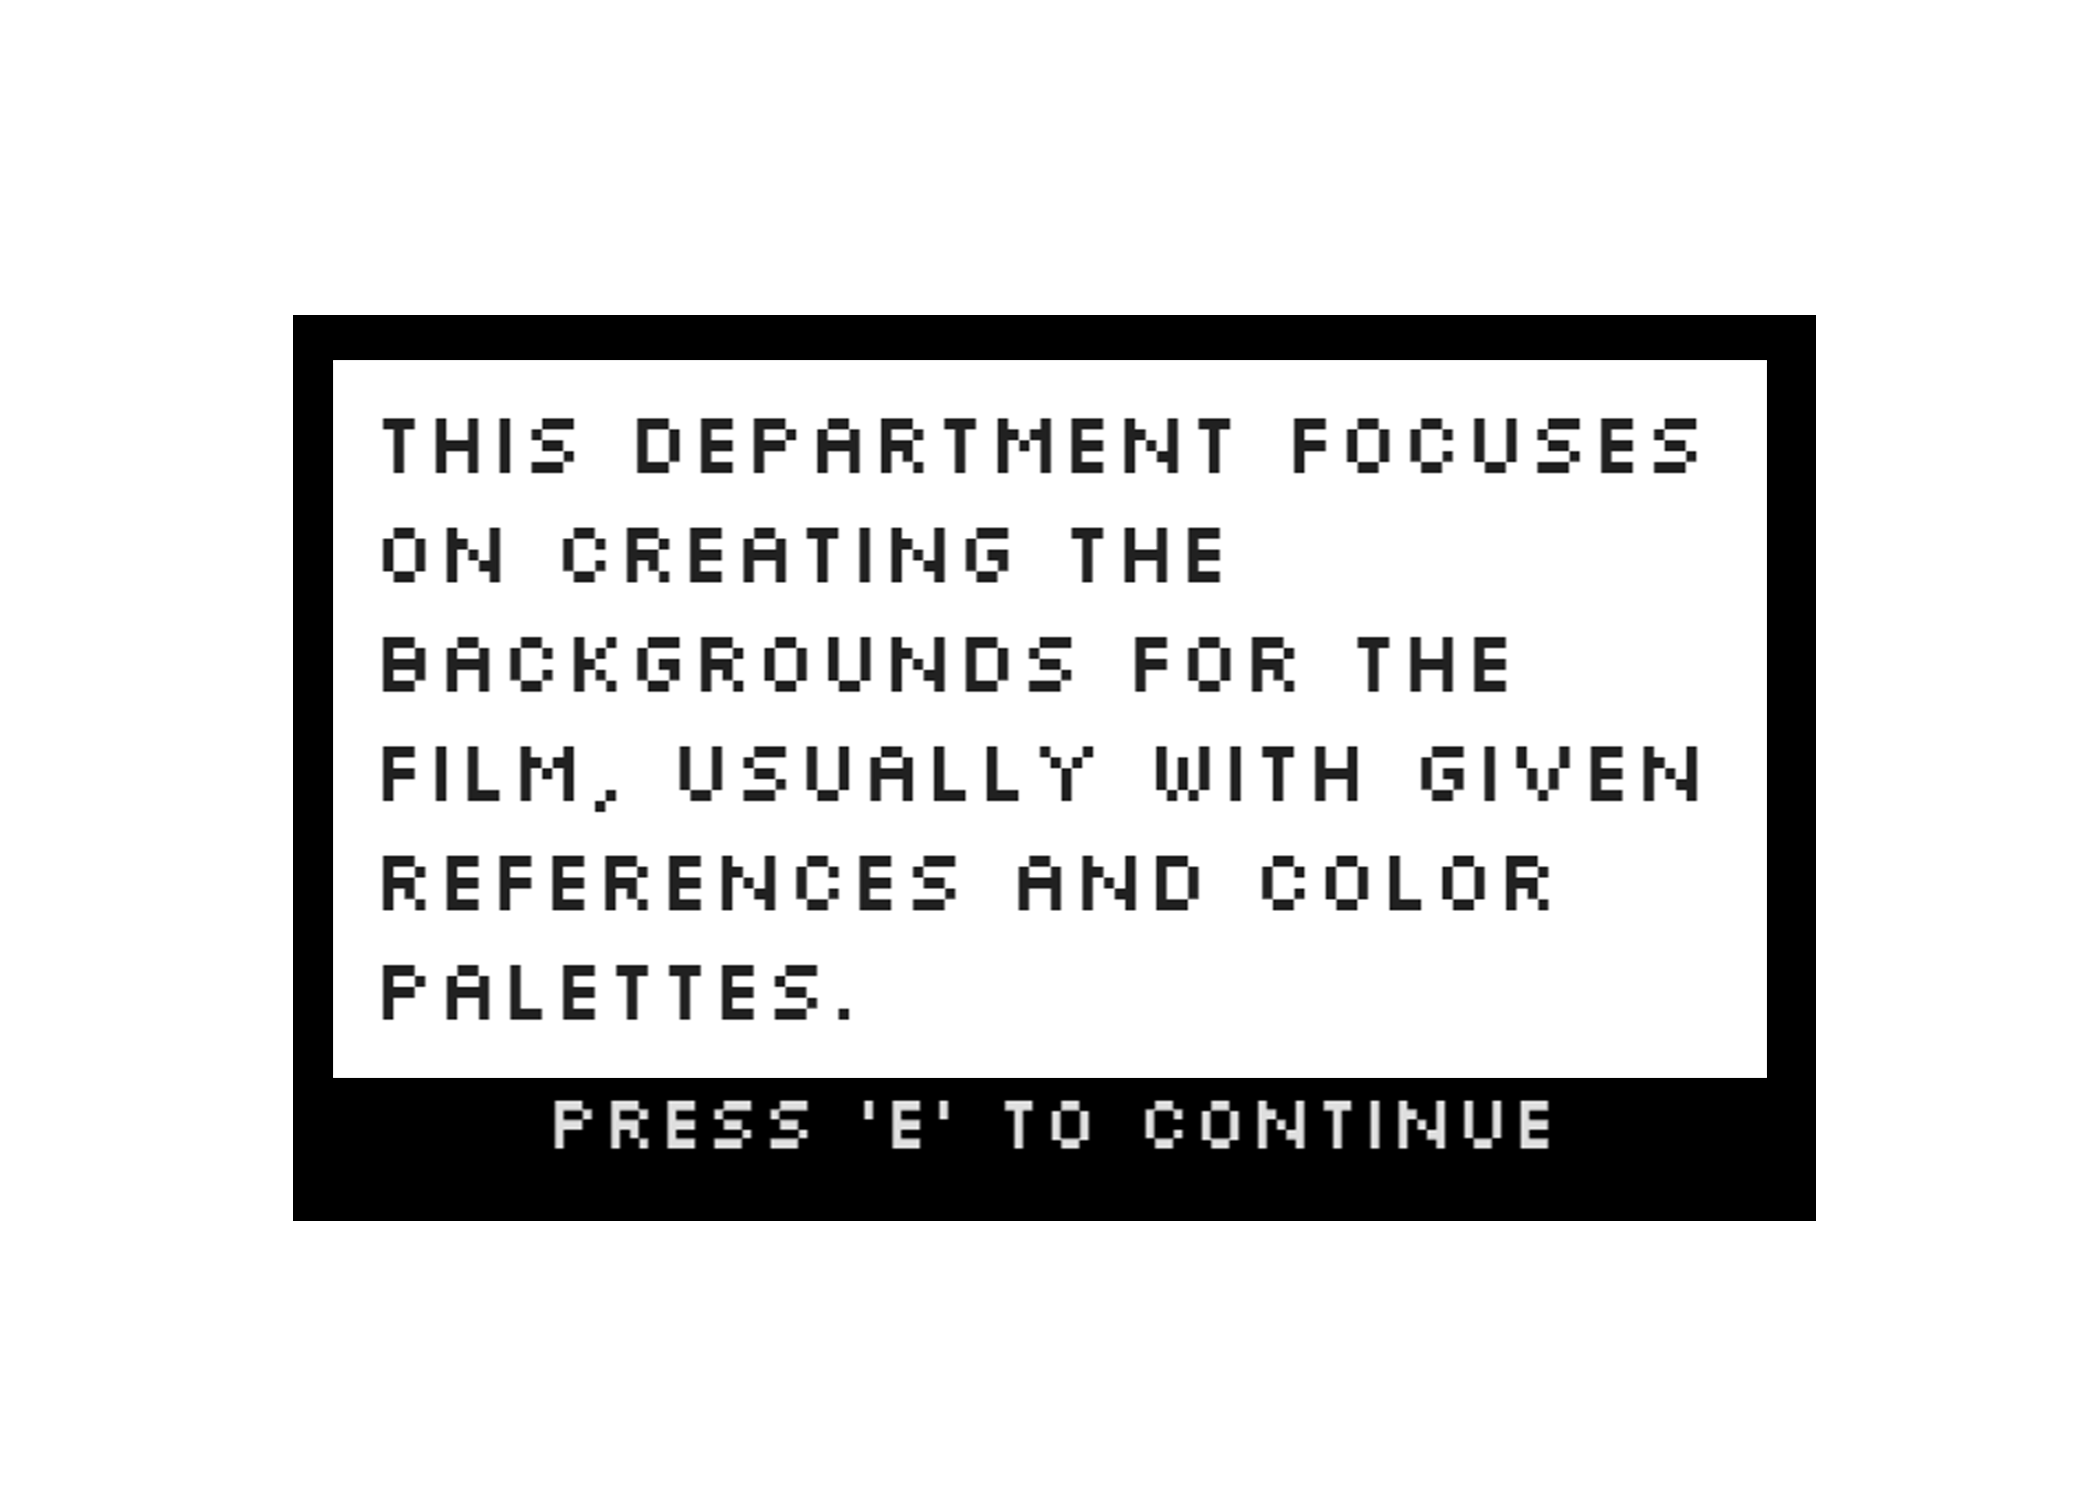 THIS DEPARTMENT FOCUSES
ON CREATING THE
BACKGROUNDS FOR THE
FILM, USUALLY WITH GIVEN
REFERENCES AND COLOR
PALETTES.
PRESS 'E' TO CONTINUE